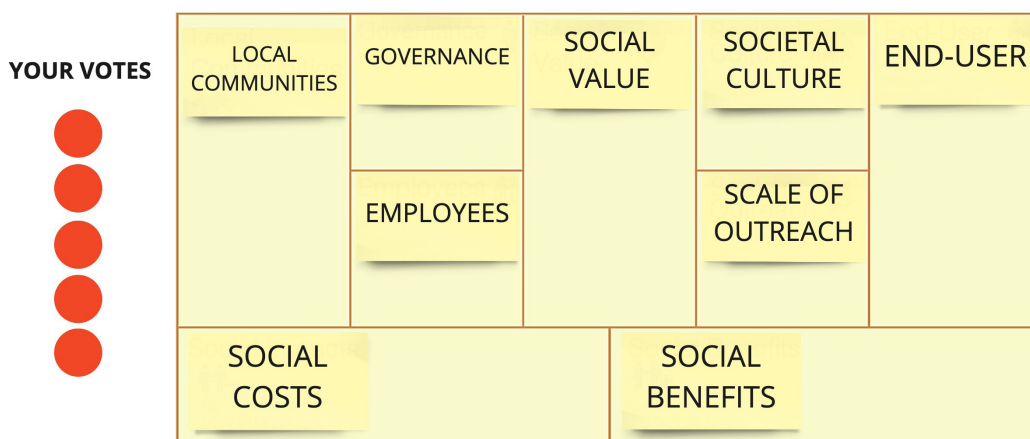 YOUR VOTES
LOCAL
COMMUNITIES
GOVERNANCE
SOCIAL
VALUE
SOCIETAL
CULTURE
END-USER
EMPLOYEES
SCALE OF
OUTREACH
SOCIAL
COSTS
SOCIAL
BENEFITS